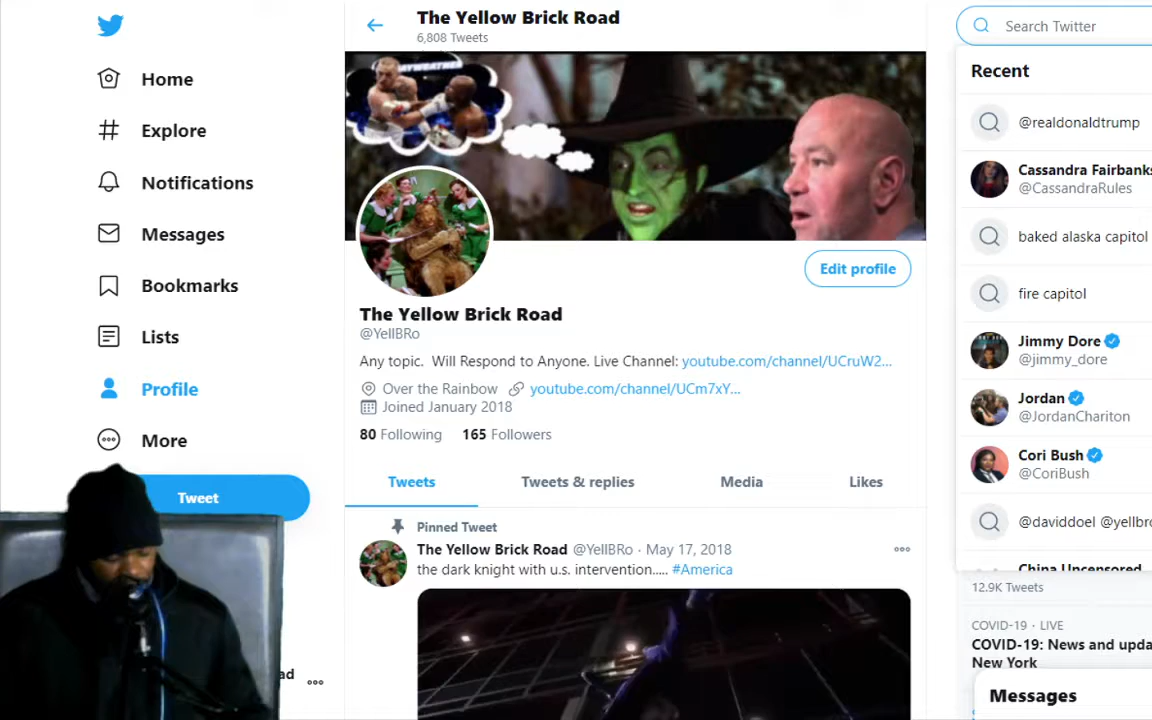 Home
Explore
Notifications
Messages
Bookmarks
Lists
Profile
More
Tweet
The Yellow Brick Road
6,808 Tweets
Edit profile
The Yellow Brick Road
@YellBRo
Any topic. Will Respond to Anyone. Live Channel: youtube.com/channel/UCruW2...
Over the Rainbow youtube.com/channel/UCm7xY...
Joined January 2018
80 Following 165 Followers
Tweets Tweets & replies Media Likes
Pinned Tweet
The Yellow Brick Road @YellBRo · May 17, 2018
the dark knight with u.s. intervention..... #America
Search Twitter
Recent
@realdonaldtrump
Cassandra Fairbanks
@CassandraRules
baked alaska capitol
fire capitol
Jimmy Dore
@jimmy_dore
Jordan
@JordanChariton
Cori Bush
@CoriBush
@daviddoel @yellbro
China Uncensored
12.9K Tweets
COVID-19 · LIVE
COVID-19: News and upda
New York
Messages